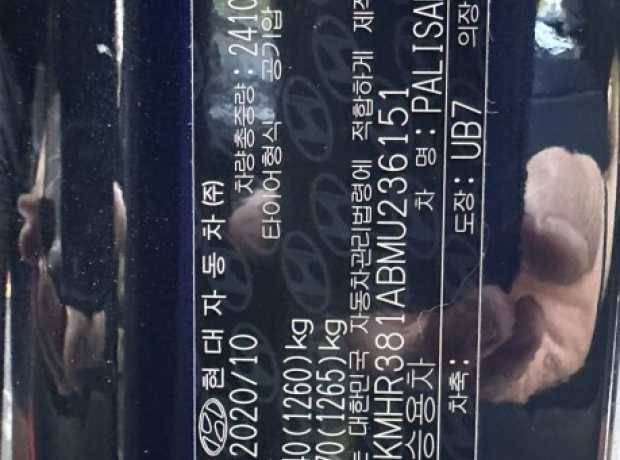 현대자동차(주)
2020/10 차량총중량: 2410
타이어형식 공기압
40(1260)kg
70(1265)kg
대한민국 자동차관리법령에 적합하게 제작
KMHR381ABMU236151
승용차 차 명: PALISA
차축: 도장: UB7 의장